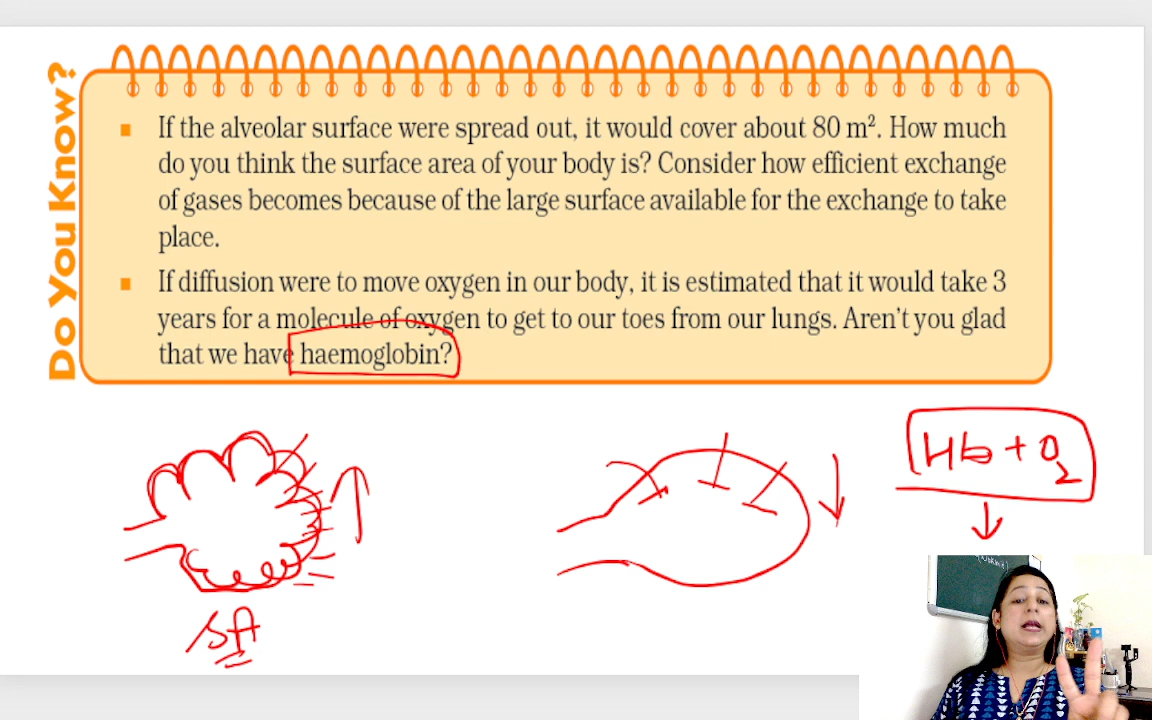 Do You Know?
▪ If the alveolar surface were spread out, it would cover about 80 m². How much
do you think the surface area of your body is? Consider how efficient exchange
of gases becomes because of the large surface available for the exchange to take
place.
▪ If diffusion were to move oxygen in our body, it is estimated that it would take 3
years for a molecule of oxygen to get to our toes from our lungs. Aren't you glad
that we have haemoglobin?
Hb + O₂
SA